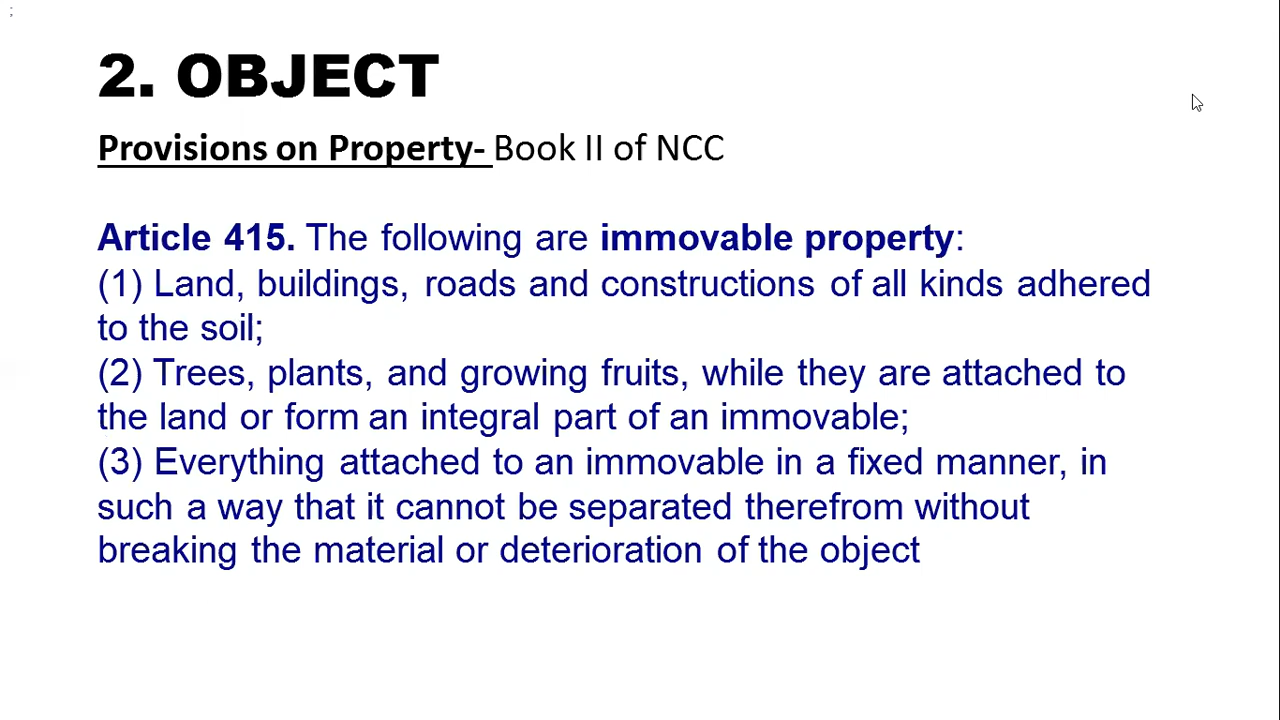 ;
2. OBJECT
Provisions on Property- Book II of NCC
Article 415. The following are immovable property:
(1) Land, buildings, roads and constructions of all kinds adhered
to the soil;
(2) Trees, plants, and growing fruits, while they are attached to
the land or form an integral part of an immovable;
(3) Everything attached to an immovable in a fixed manner, in
such a way that it cannot be separated therefrom without
breaking the material or deterioration of the object